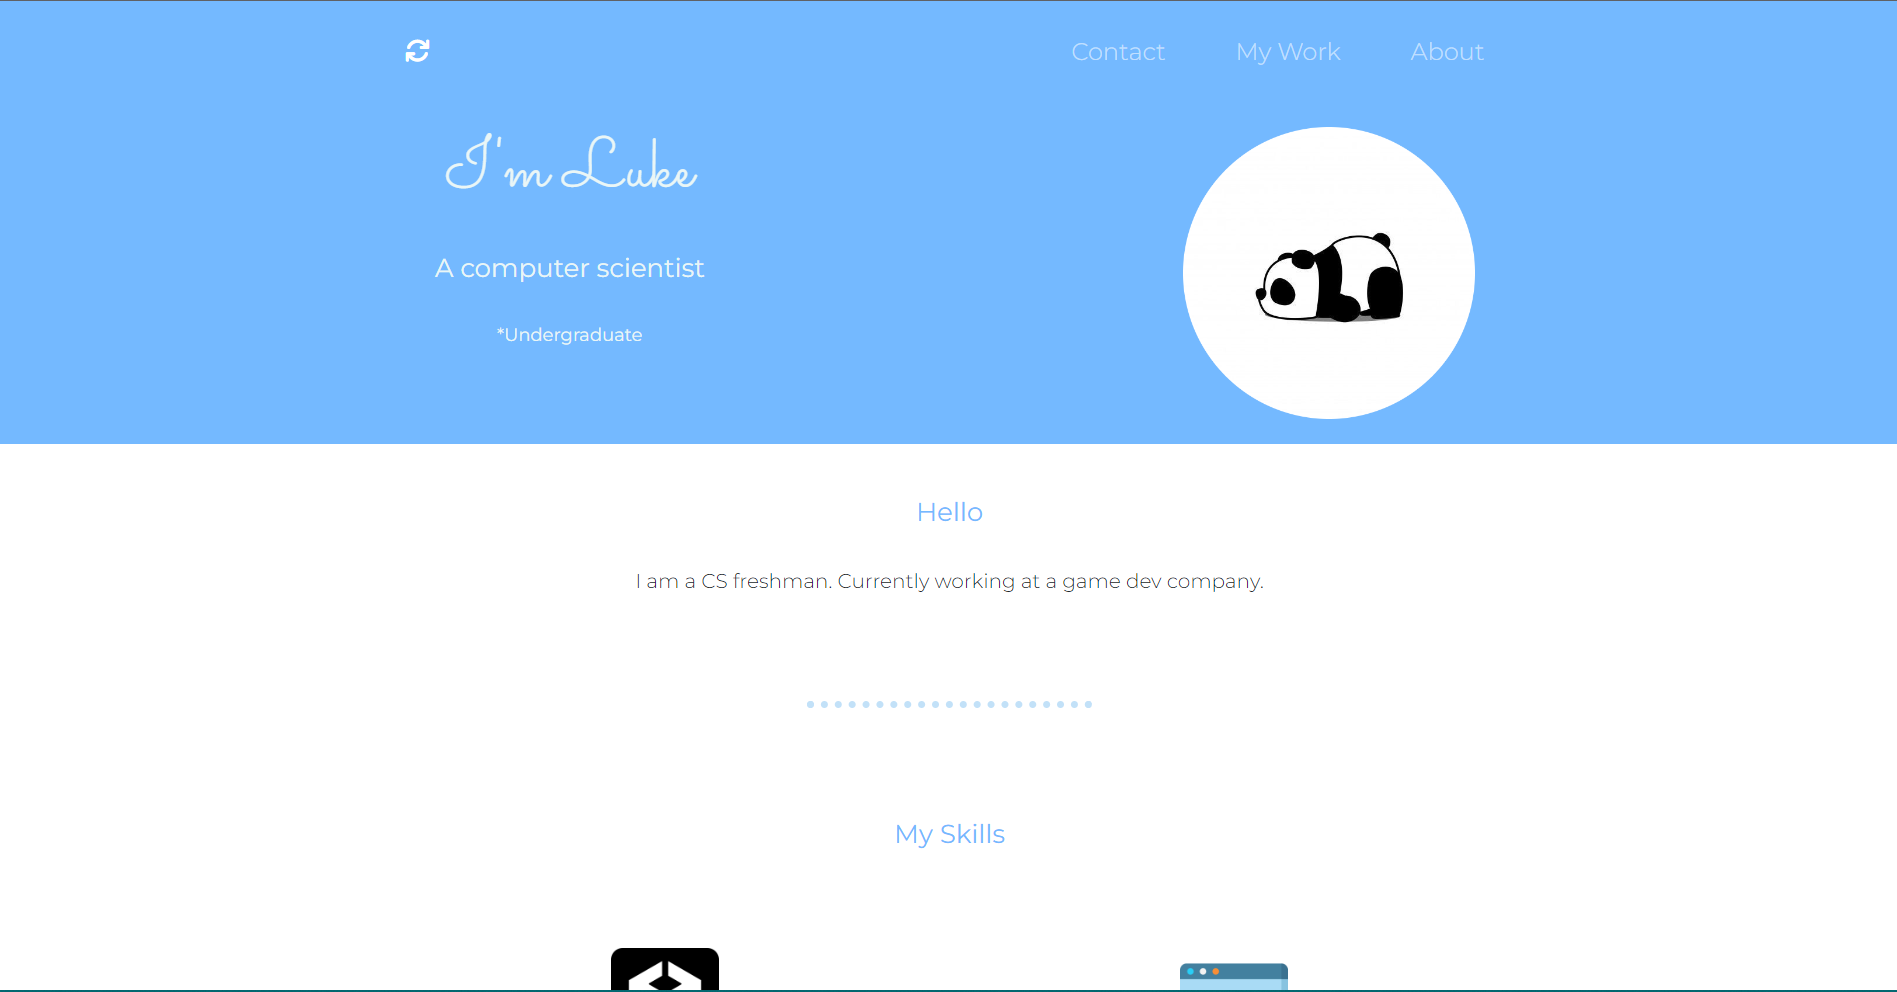 Contact
My Work
About
I'm Luke
A computer scientist
*Undergraduate
Hello
I am a CS freshman. Currently working at a game dev company.
My Skills